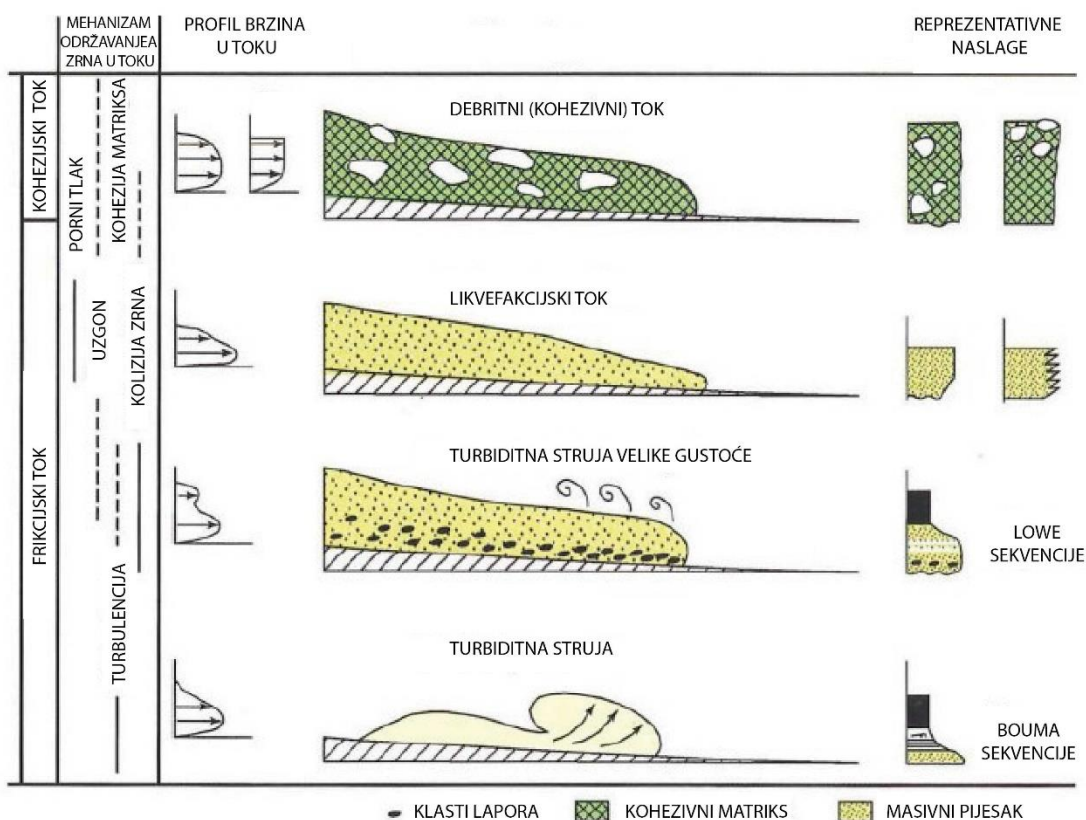 MEHANIZAM
ODRŽAVANJEA
ZRNA U TOKU
PROFIL BRZINA
U TOKU
REPREZENTATIVNE
NASLAGE
KOHEZIJSKI TOK
FRIKCIJSKI TOK
PORNI TLAK
KOHEZIJA MATRIKSA
UZGON
KOLIZIJA ZRNA
TURBULENCIJA
DEBRITNI (KOHEZIVNI) TOK
LIKVEFAKCIJSKI TOK
TURBIDITNA STRUJA VELIKE GUSTOĆE
LOWE
SEKVENCIJE
TURBIDITNA STRUJA
BOUMA
SEKVENCIJE
KLASTI LAPORA
KOHEZIVNI MATRIKS
MASIVNI PIJESAK